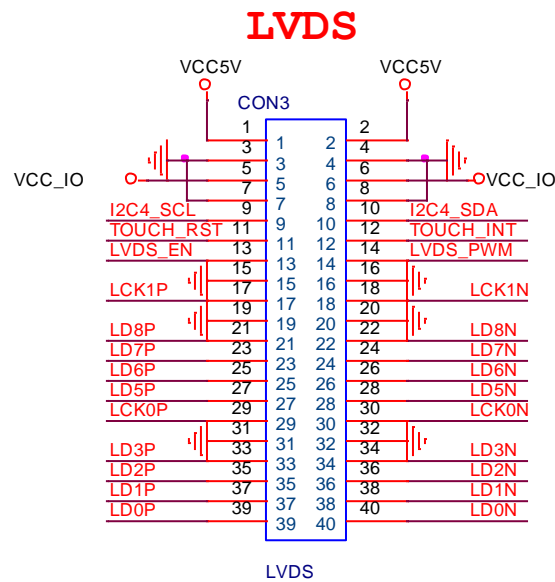 LVDS
VCC5V VCC5V
CON3
1 1 2 2
3 3 4 4
VCC_IO 5 5 6 6 VCC_IO
7 7 8 8
I2C4_SCL 9 9 10 10 I2C4_SDA
TOUCH_RST 11 11 12 12 TOUCH_INT
LVDS_EN 13 13 14 14 LVDS_PWM
15 15 16 16
LCK1P 17 17 18 18 LCK1N
19 19 20 20
LD8P 21 21 22 22 LD8N
LD7P 23 23 24 24 LD7N
LD6P 25 25 26 26 LD6N
LD5P 27 27 28 28 LD5N
LCK0P 29 29 30 30 LCK0N
31 31 32 32
LD3P 33 33 34 34 LD3N
LD2P 35 35 36 36 LD2N
LD1P 37 37 38 38 LD1N
LD0P 39 39 40 40 LD0N
LVDS